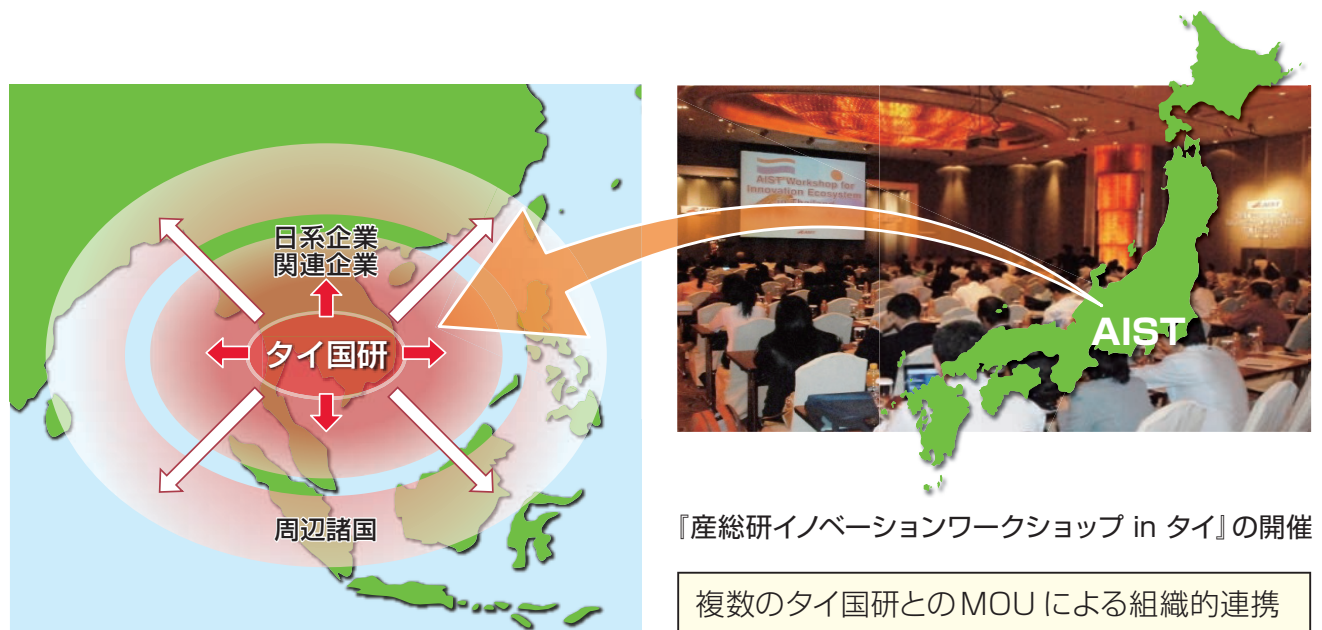 日系企業
関連企業
タイ国研
周辺諸国
AIST Workshop for
Innovation Ecosystem
AIST
『産総研イノベーションワークショップ in タイ』の開催
複数のタイ国研とのMOUによる組織的連携